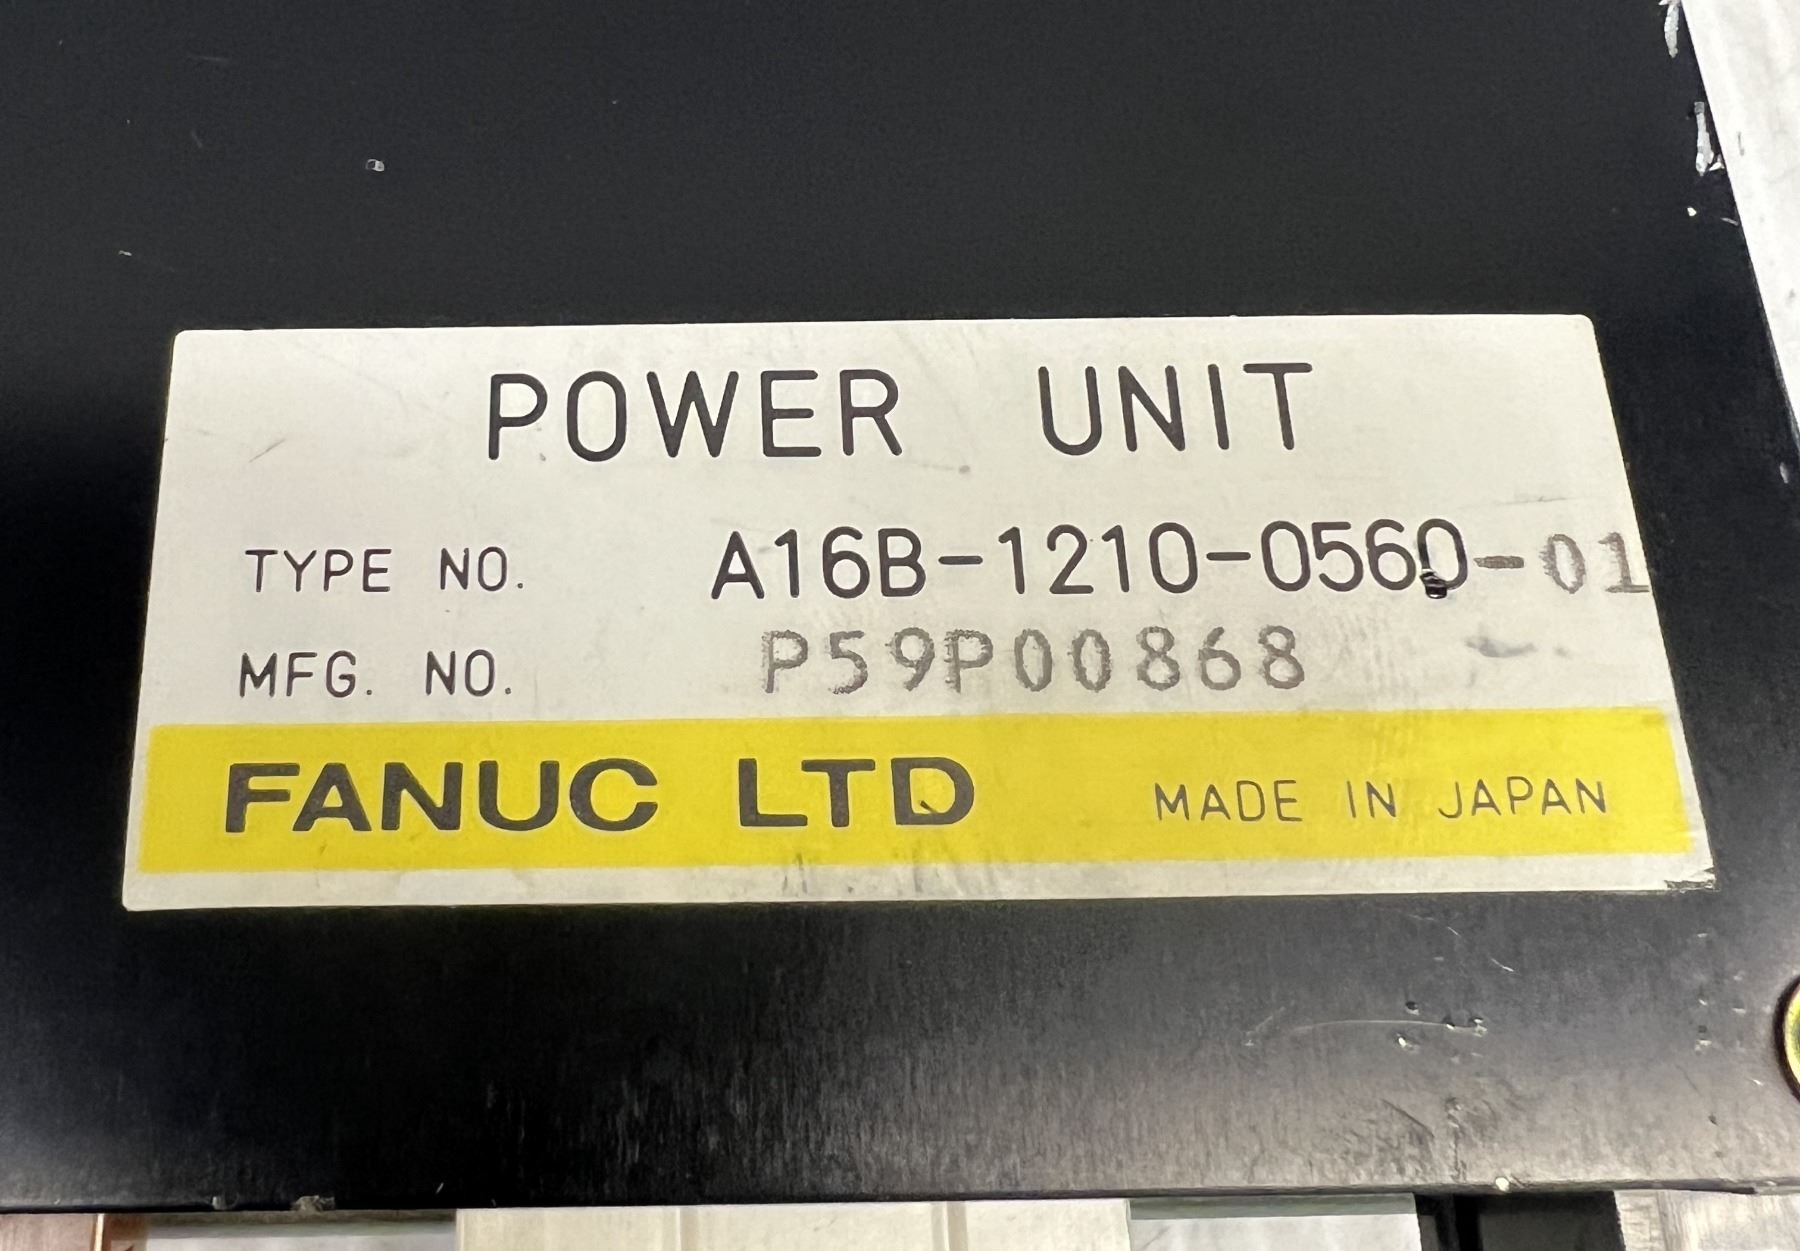 POWER UNIT
TYPE NO. A16B-1210-0560-01
MFG. NO. P59P00868
FANUC LTD MADE IN JAPAN